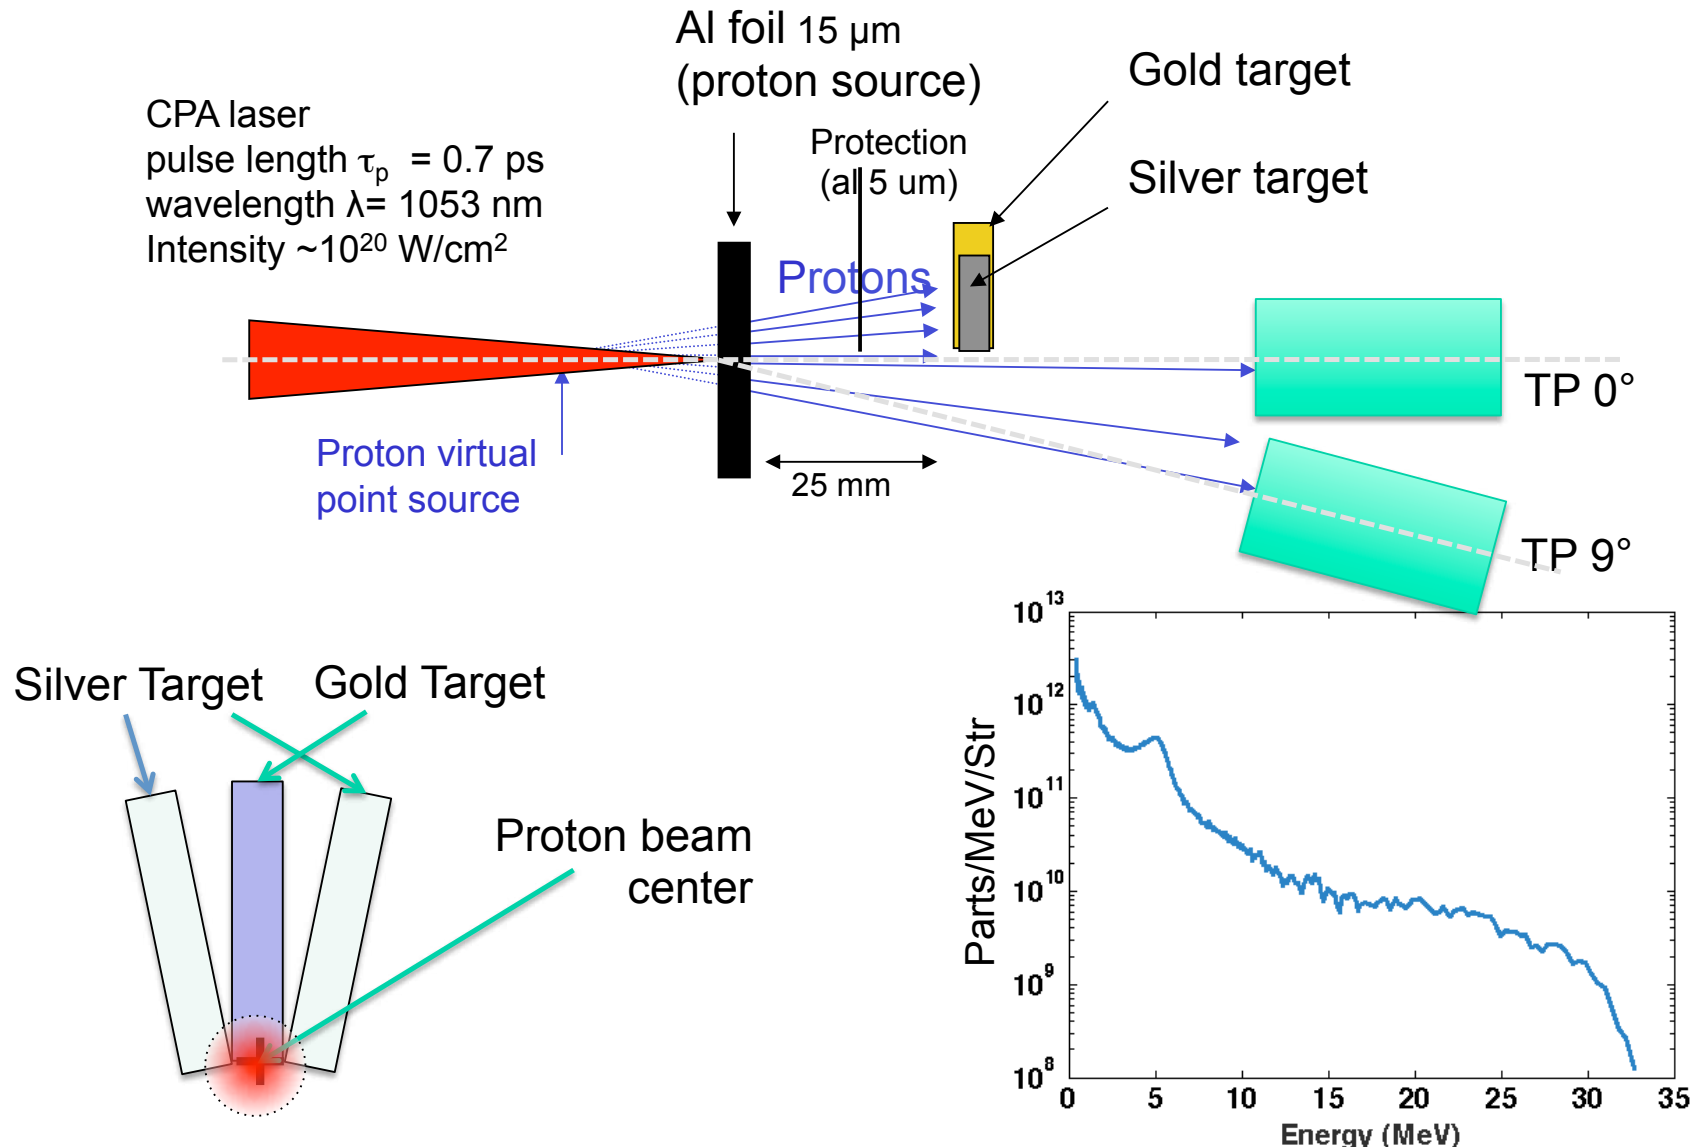 Al foil 15 µm
(proton source)
Gold target
CPA laser
pulse length τp = 0.7 ps
wavelength λ= 1053 nm
Intensity ~10²⁰ W/cm²
Protection
(al 5 um)
Silver target
Protons
TP 0°
Proton virtual
point source
25 mm
TP 9°
Silver Target
Gold Target
Proton beam
center
Parts/MeV/Str
10¹³
10¹²
10¹¹
10¹⁰
10⁹
10⁸
0 5 10 15 20 25 30 35
Energy (MeV)